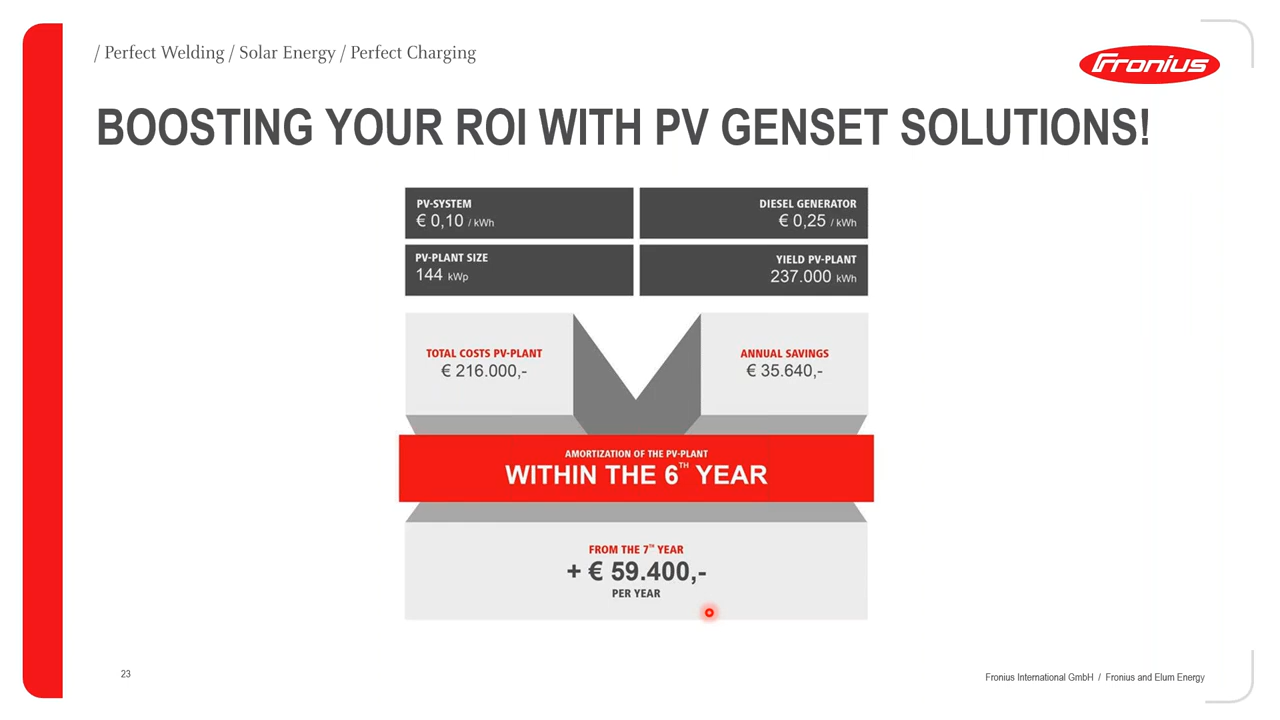 / Perfect Welding / Solar Energy / Perfect Charging
Fronius
BOOSTING YOUR ROI WITH PV GENSET SOLUTIONS!
PV-SYSTEM
€ 0,10 / kWh
DIESEL GENERATOR
€ 0,25 / kWh
PV-PLANT SIZE
144 kWp
YIELD PV-PLANT
237.000 kWh
TOTAL COSTS PV-PLANT
€ 216.000,-
ANNUAL SAVINGS
€ 35.640,-
AMORTIZATION OF THE PV-PLANT
WITHIN THE 6TH YEAR
FROM THE 7TH YEAR
+ € 59.400,-
PER YEAR
23
Fronius International GmbH / Fronius and Elum Energy